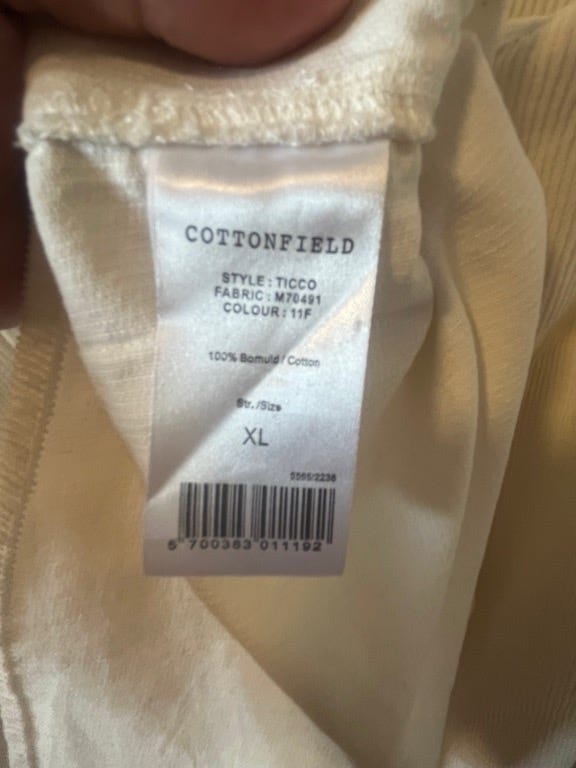 COTTONFIELD
STYLE : TICCO
FABRIC : M70491
COLOUR : 11F
100% Bomuld / Cotton
Str./Size
XL
5565/2236
5 700363 011192